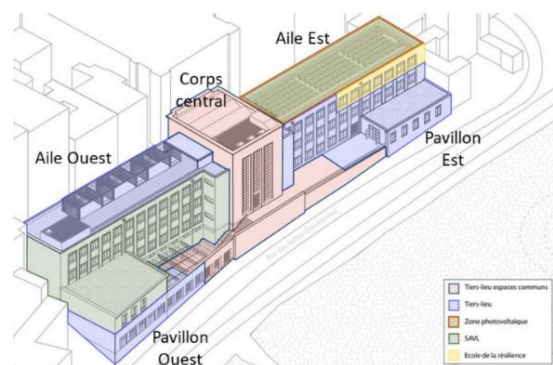 Aile Est
Corps
central
Aile Ouest
Pavillon
Est
Pavillon
Ouest
Tiers-lieu espaces communs
Tiers-lieu
Zone photovoltaïque
SAVL
Ecole de la résilience